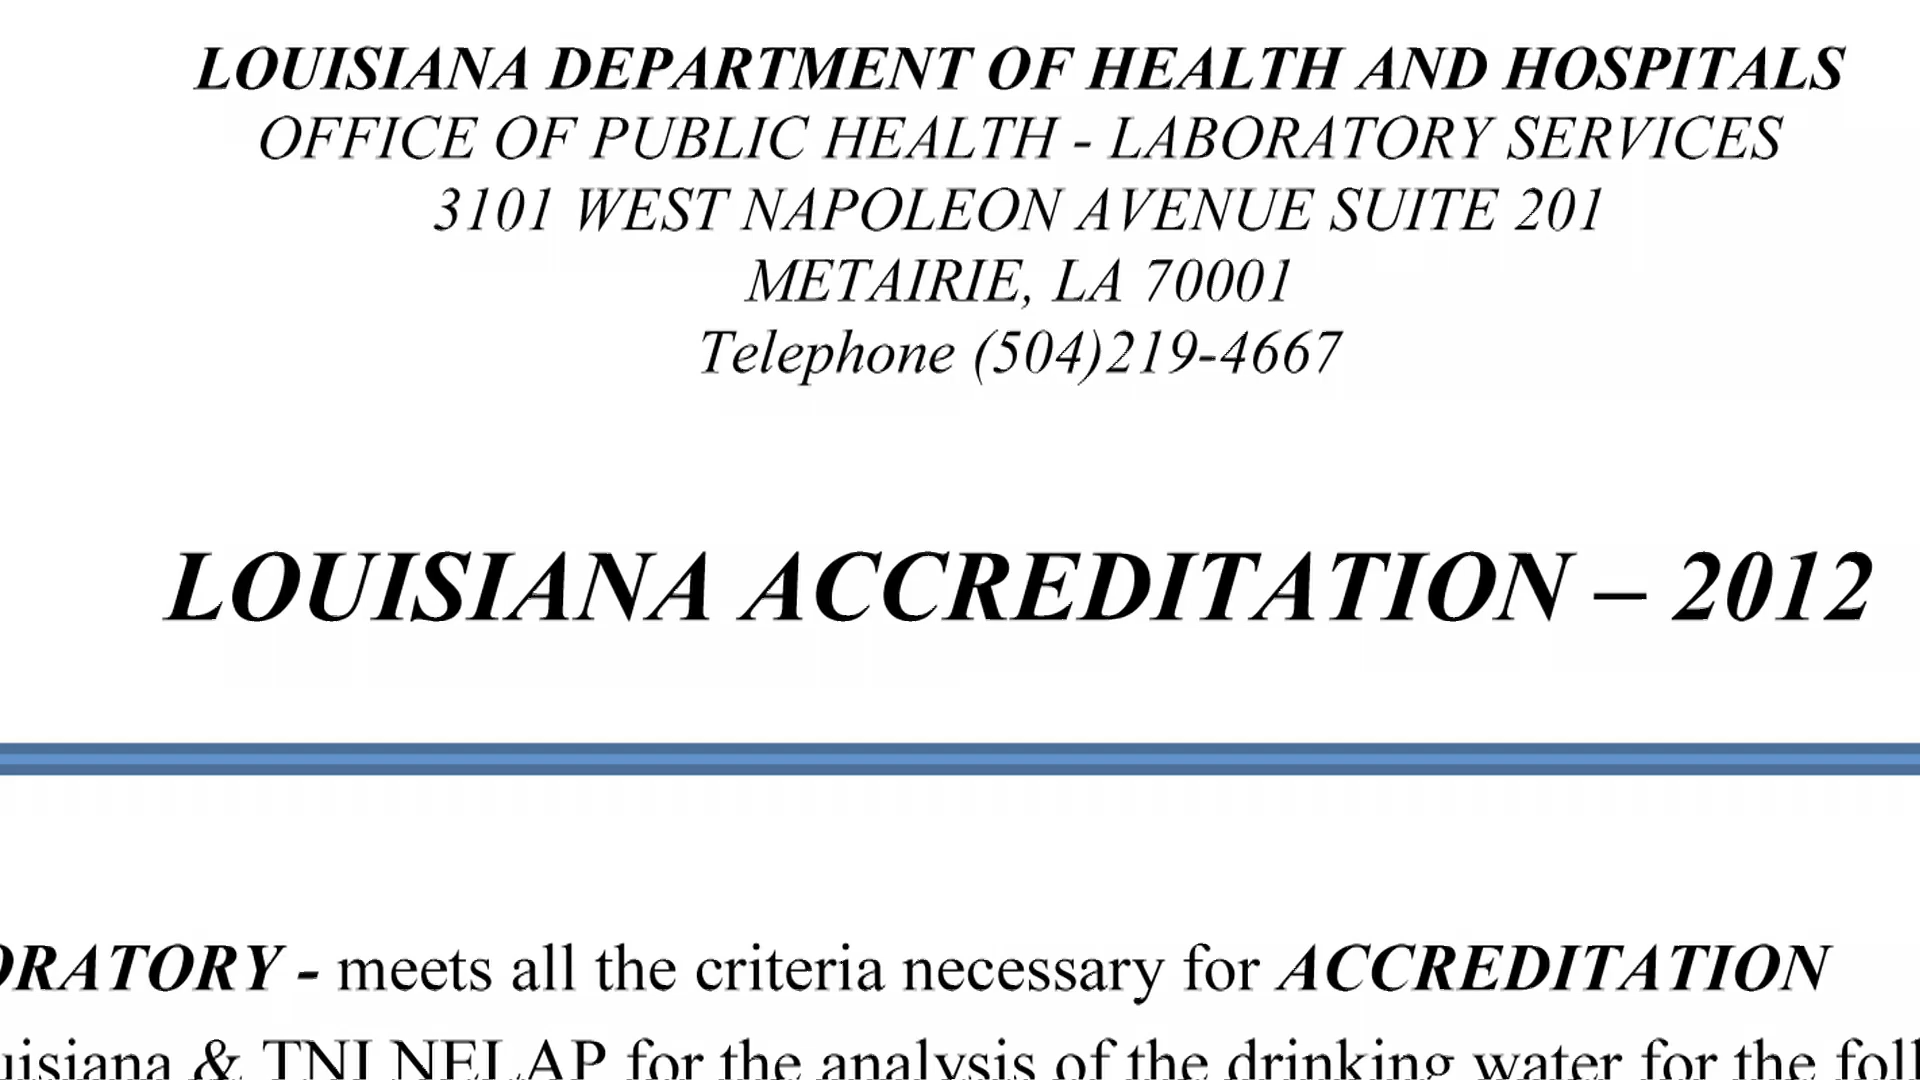 LOUISIANA DEPARTMENT OF HEALTH AND HOSPITALS
OFFICE OF PUBLIC HEALTH - LABORATORY SERVICES
3101 WEST NAPOLEON AVENUE SUITE 201
METAIRIE, LA 70001
Telephone (504)219-4667
LOUISIANA ACCREDITATION – 2012
ORATORY - meets all the criteria necessary for ACCREDITATION
uisiana & TNI NELAP for the analysis of the drinking water for the foll